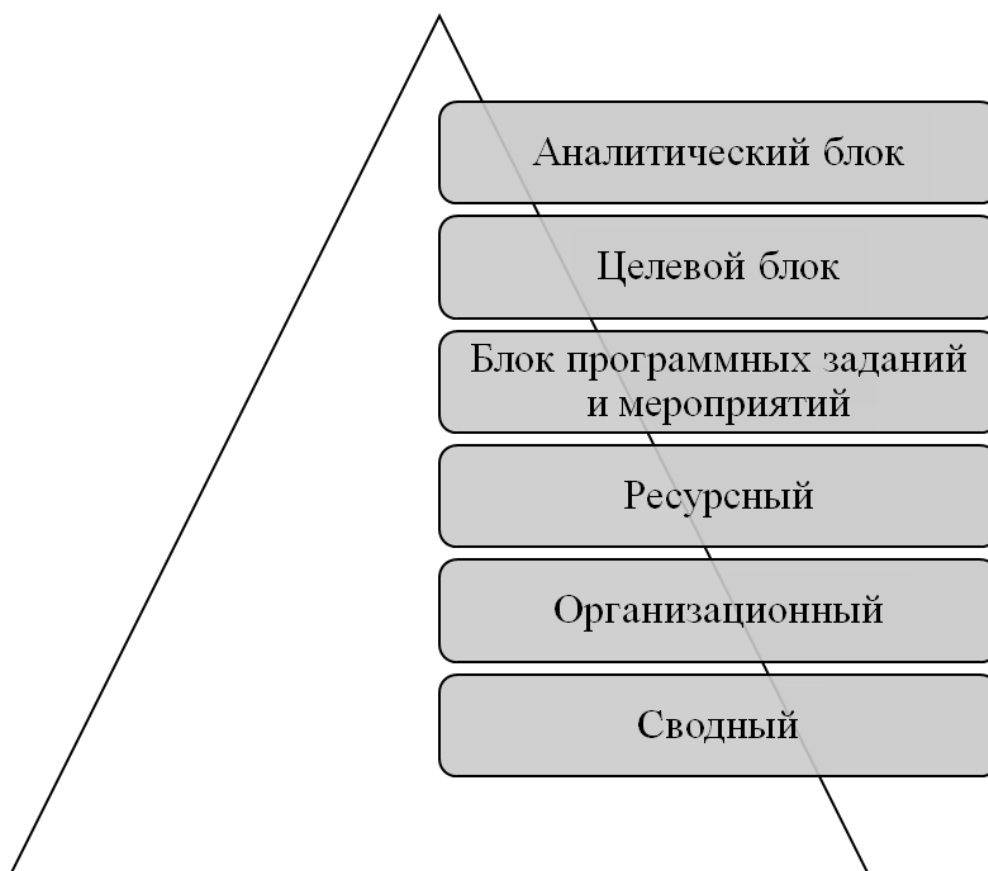 Аналитический блок
Целевой блок
Блок программных заданий
и мероприятий
Ресурсный
Организационный
Сводный